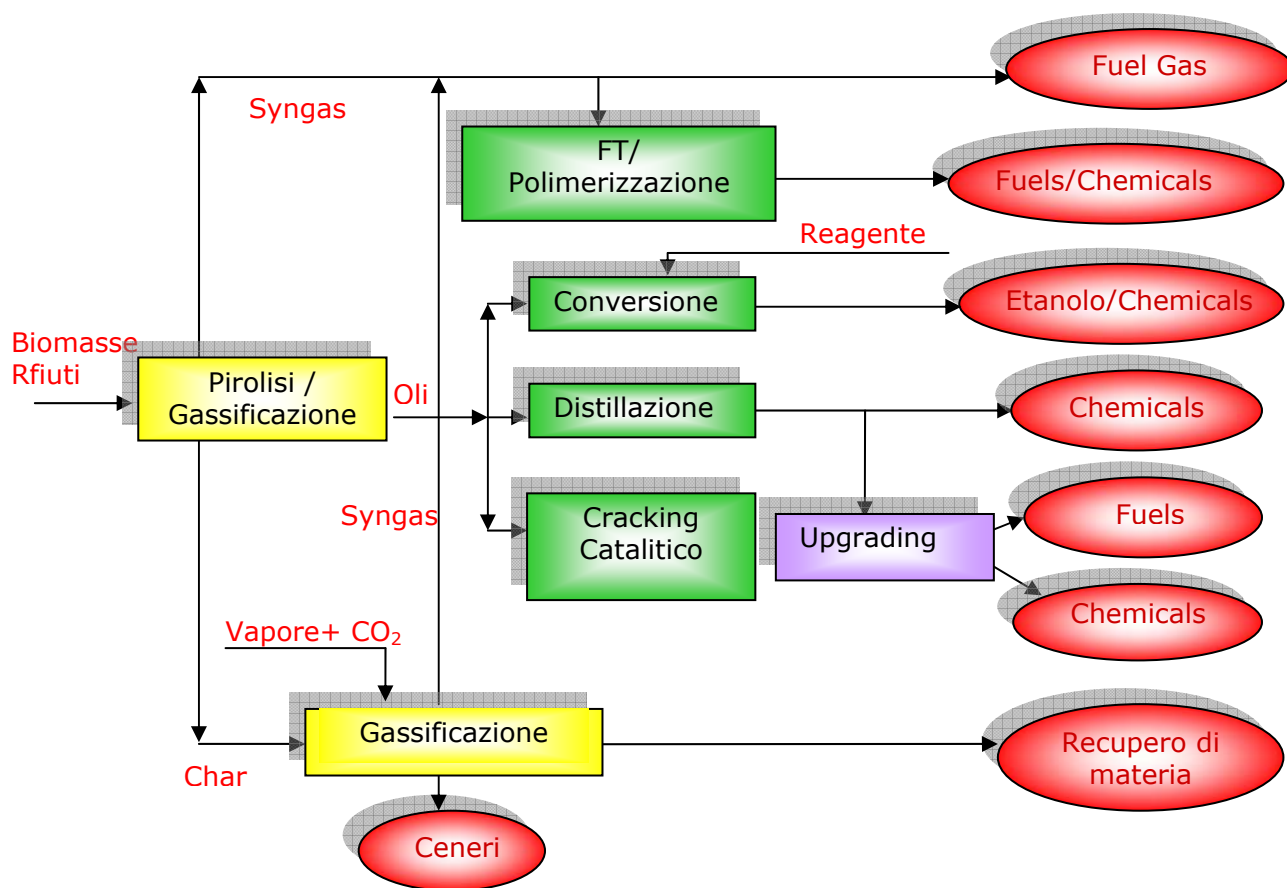 Fuel Gas
Syngas
FT/
Polimerizzazione
Fuels/Chemicals
Reagente
Conversione
Etanolo/Chemicals
Biomasse
Rfiuti
Pirolisi /
Gassificazione
Oli
Distillazione
Chemicals
Syngas
Cracking
Catalitico
Upgrading
Fuels
Chemicals
Vapore+ CO₂
Gassificazione
Recupero di
materia
Char
Ceneri